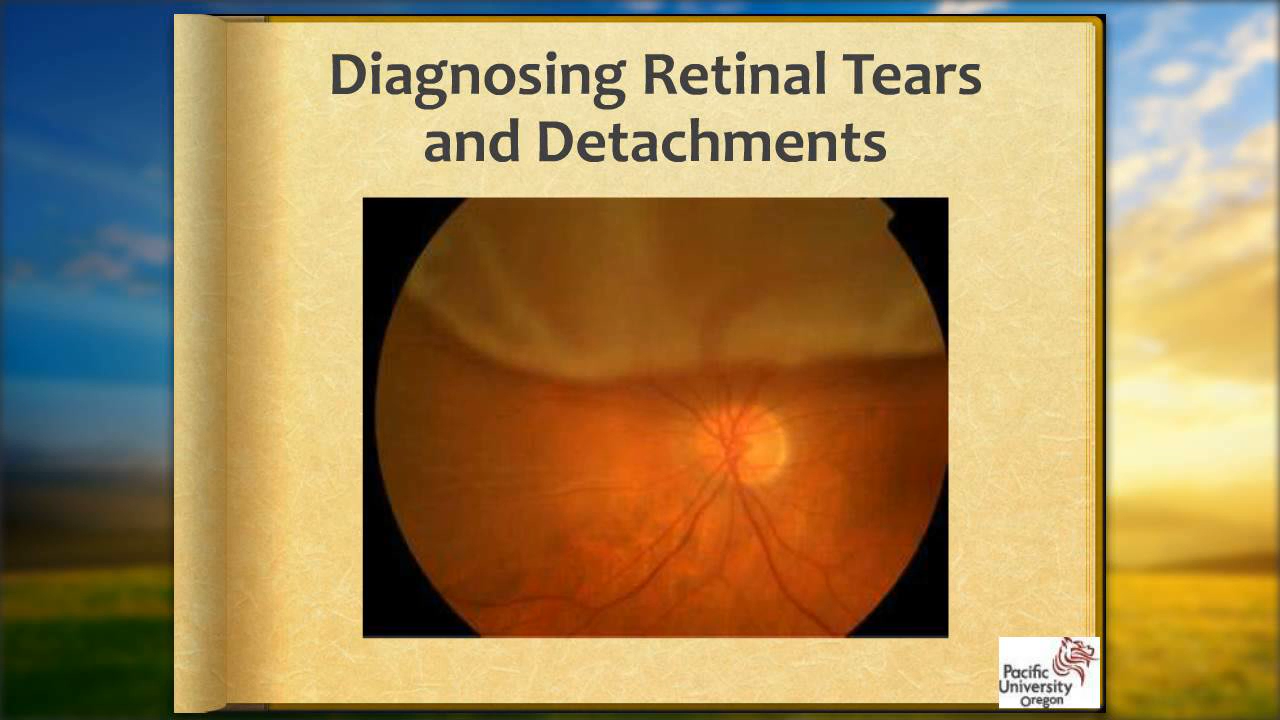 Diagnosing Retinal Tears
and Detachments
Pacific
University
Oregon